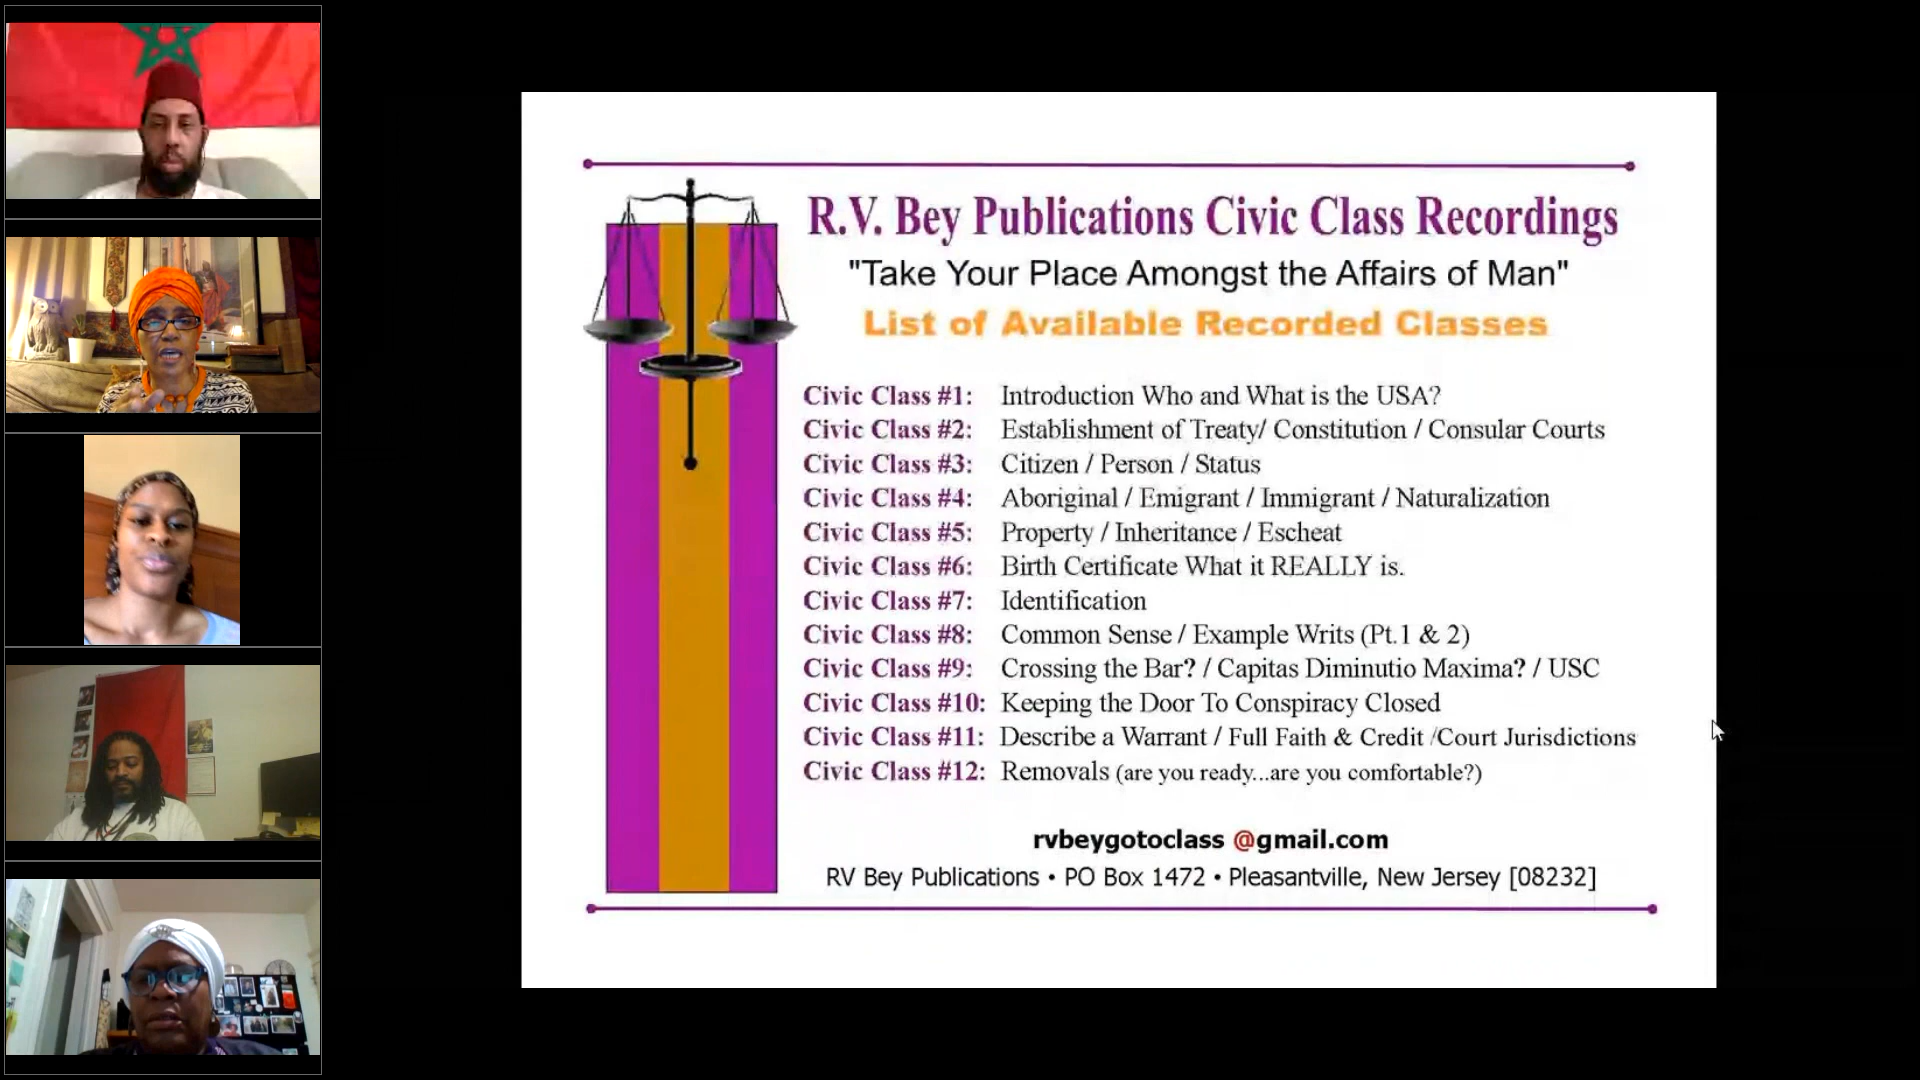 R.V. Bey Publications Civic Class Recordings
"Take Your Place Amongst the Affairs of Man"
List of Available Recorded Classes
Civic Class #1: Introduction Who and What is the USA?
Civic Class #2: Establishment of Treaty/ Constitution / Consular Courts
Civic Class #3: Citizen / Person / Status
Civic Class #4: Aboriginal / Emigrant / Immigrant / Naturalization
Civic Class #5: Property / Inheritance / Escheat
Civic Class #6: Birth Certificate What it REALLY is.
Civic Class #7: Identification
Civic Class #8: Common Sense / Example Writs (Pt.1 & 2)
Civic Class #9: Crossing the Bar? / Capitas Diminutio Maxima? / USC
Civic Class #10: Keeping the Door To Conspiracy Closed
Civic Class #11: Describe a Warrant / Full Faith & Credit /Court Jurisdictions
Civic Class #12: Removals (are you ready...are you comfortable?)
rvbeygotoclass @gmail.com
RV Bey Publications • PO Box 1472 • Pleasantville, New Jersey [08232]